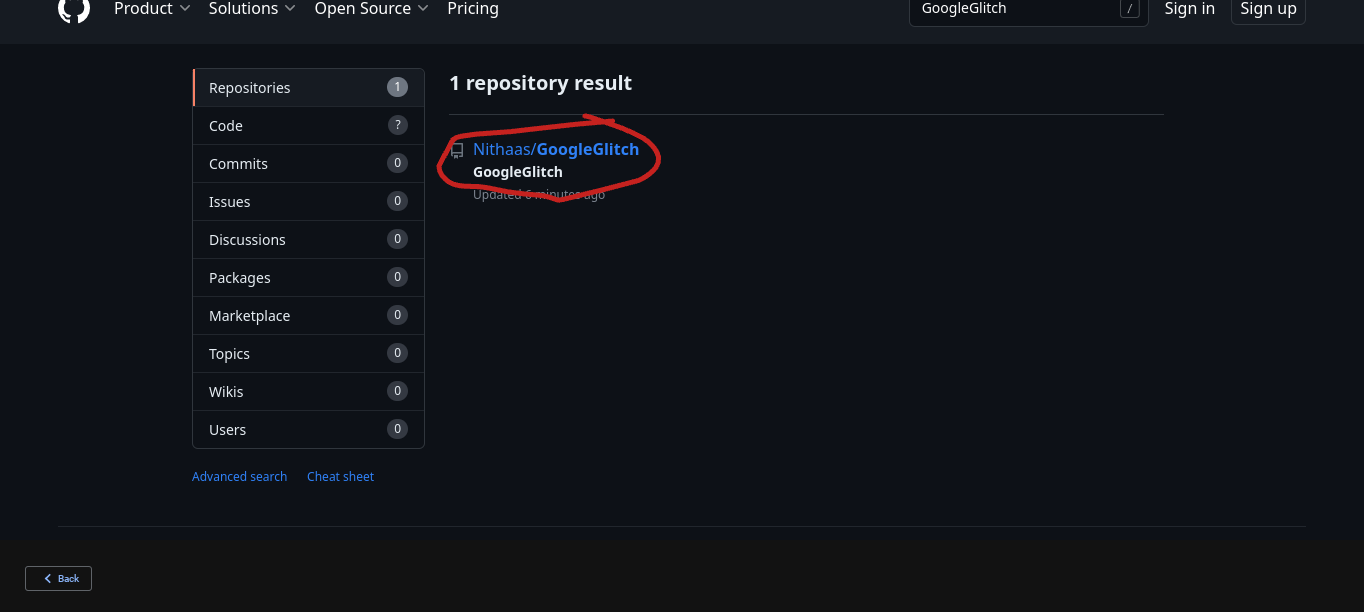 Product Solutions Open Source Pricing GoogleGlitch / Sign in Sign up
Repositories 1
Code ?
Commits 0
Issues 0
Discussions 0
Packages 0
Marketplace 0
Topics 0
Wikis 0
Users 0
Advanced search Cheat sheet
1 repository result
Nithaas/GoogleGlitch
GoogleGlitch
Updated 6 minutes ago
Back